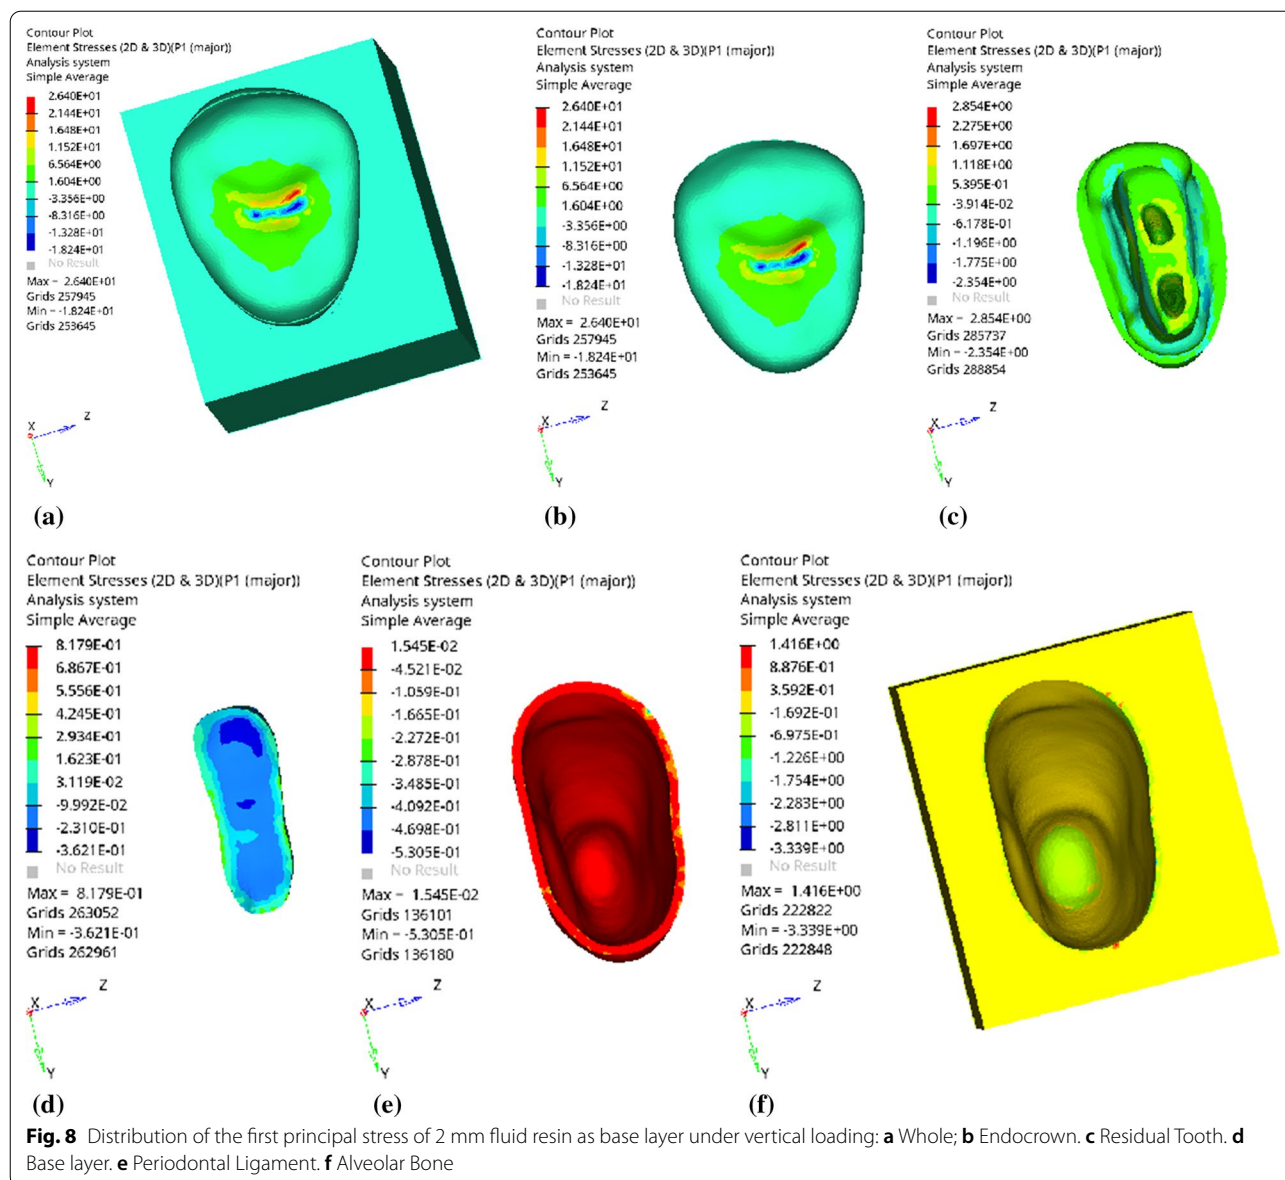 Contour Plot
Element Stresses (2D & 3D)(P1 (major))
Analysis system
Simple Average
2.640E+01
2.144E+01
1.648E+01
1.152E+01
6.564E+00
1.604E+00
-3.356E+00
-8.316E+00
-1.328E+01
-1.824E+01
No Result
Max = 2.640E+01
Grids 257945
Min = -1.824E+01
Grids 253645
X
Z
Y
(a)
Contour Plot
Element Stresses (2D & 3D)(P1 (major))
Analysis system
Simple Average
2.640E+01
2.144E+01
1.648E+01
1.152E+01
6.564E+00
1.604E+00
-3.356E+00
-8.316E+00
-1.328E+01
-1.824E+01
No Result
Max = 2.640E+01
Grids 257945
Min = -1.824E+01
Grids 253645
X
Z
Y
(b)
Contour Plot
Element Stresses (2D & 3D)(P1 (major))
Analysis system
Simple Average
2.854E+00
2.275E+00
1.697E+00
1.118E+00
5.395E-01
-3.914E-02
-6.178E-01
-1.196E+00
-1.775E+00
-2.354E+00
No Result
Max = 2.854E+00
Grids 285737
Min = -2.354E+00
Grids 288854
X
Z
Y
(c)
Contour Plot
Element Stresses (2D & 3D)(P1 (major))
Analysis system
Simple Average
8.179E-01
6.867E-01
5.556E-01
4.245E-01
2.934E-01
1.623E-01
3.119E-02
-9.992E-02
-2.310E-01
-3.621E-01
No Result
Max = 8.179E-01
Grids 263052
Min = -3.621E-01
Grids 262961
X
Z
Y
(d)
Contour Plot
Element Stresses (2D & 3D)(P1 (major))
Analysis system
Simple Average
1.545E-02
-4.521E-02
-1.059E-01
-1.665E-01
-2.272E-01
-2.878E-01
-3.485E-01
-4.092E-01
-4.698E-01
-5.305E-01
No Result
Max = 1.545E-02
Grids 136101
Min = -5.305E-01
Grids 136180
X
Z
Y
(e)
Contour Plot
Element Stresses (2D & 3D)(P1 (major))
Analysis system
Simple Average
1.416E+00
8.876E-01
3.592E-01
-1.692E-01
-6.975E-01
-1.226E+00
-1.754E+00
-2.283E+00
-2.811E+00
-3.339E+00
No Result
Max = 1.416E+00
Grids 222822
Min = -3.339E+00
Grids 222848
X
Z
Y
(f)
Fig. 8 Distribution of the first principal stress of 2 mm fluid resin as base layer under vertical loading: a Whole; b Endocrown. c Residual Tooth. d
Base layer. e Periodontal Ligament. f Alveolar Bone